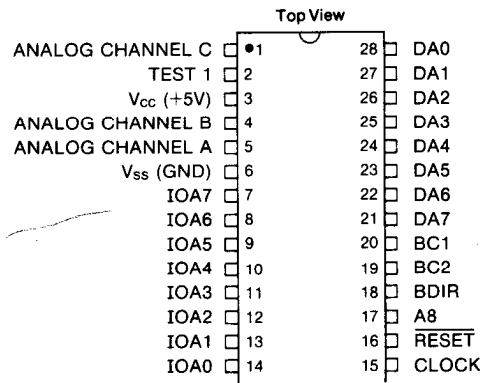 Top View
ANALOG CHANNEL C 1 28 DA0
TEST 1 2 27 DA1
Vcc (+5V) 3 26 DA2
ANALOG CHANNEL B 4 25 DA3
ANALOG CHANNEL A 5 24 DA4
Vss (GND) 6 23 DA5
IOA7 7 22 DA6
IOA6 8 21 DA7
IOA5 9 20 BC1
IOA4 10 19 BC2
IOA3 11 18 BDIR
IOA2 12 17 A8
IOA1 13 16 RESET
IOA0 14 15 CLOCK